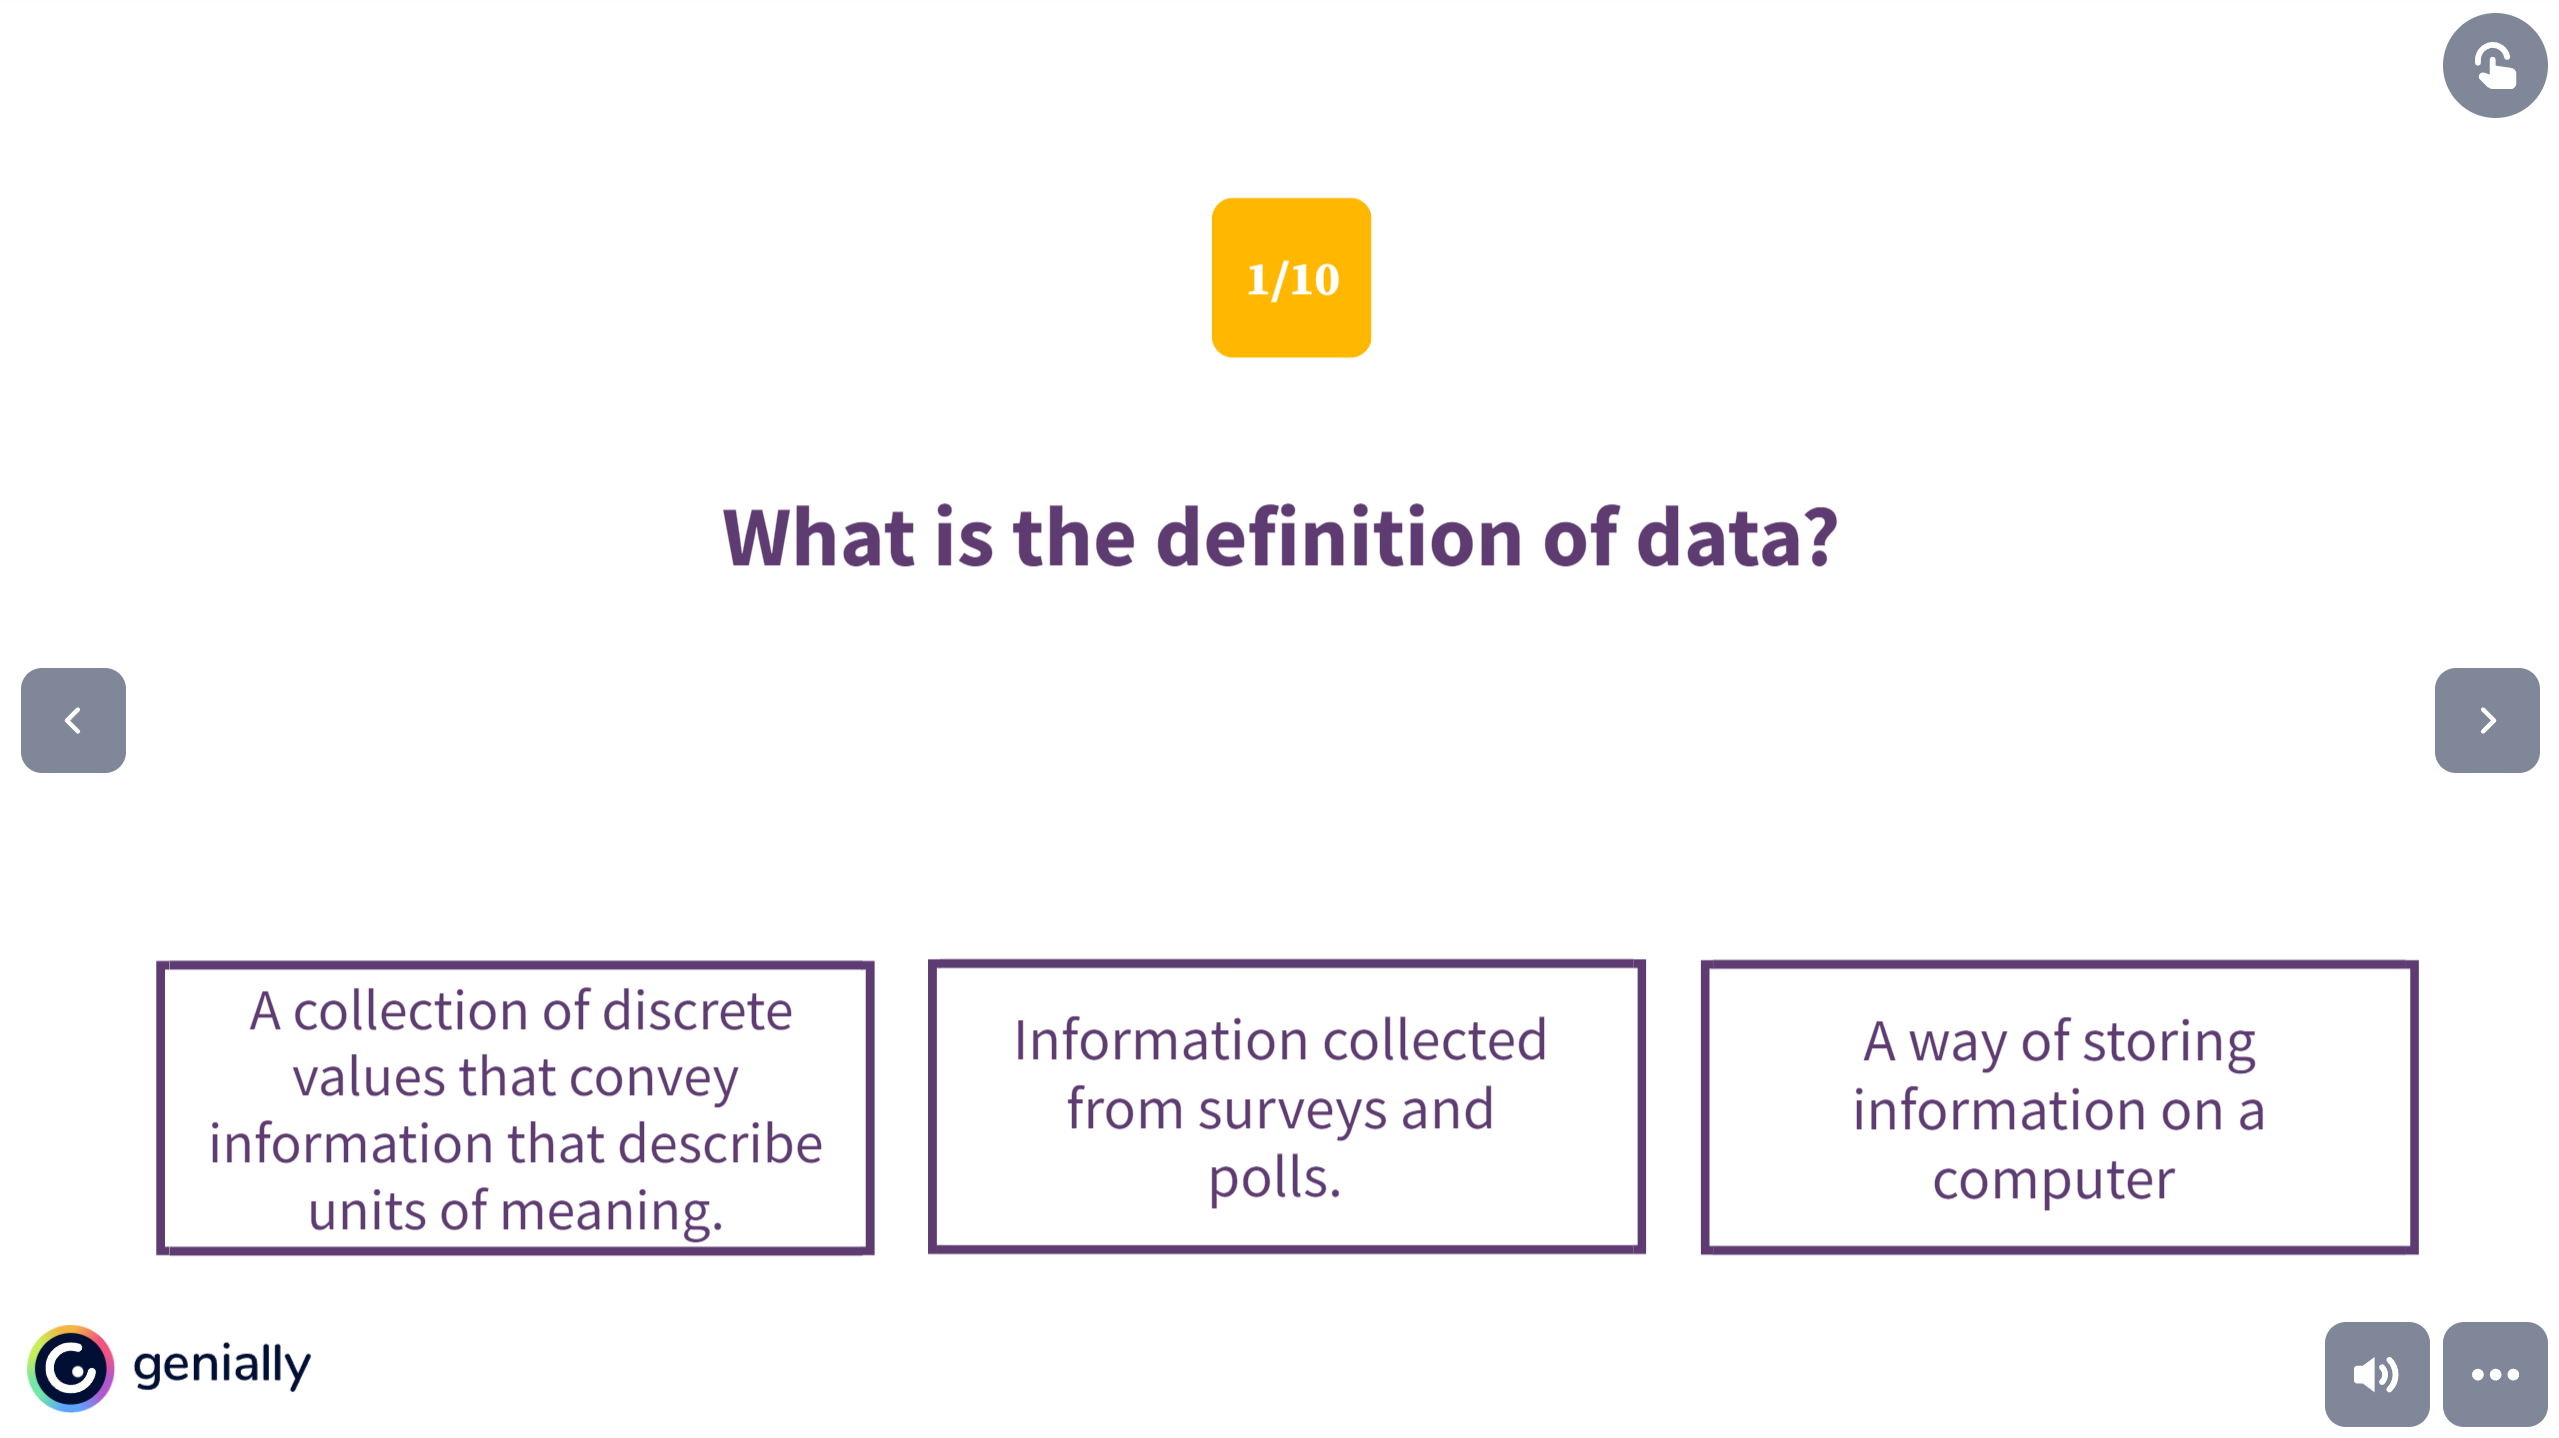 1/10
What is the definition of data?
A collection of discrete
values that convey
information that describe
units of meaning.
Information collected
from surveys and
polls.
A way of storing
information on a
computer
genially